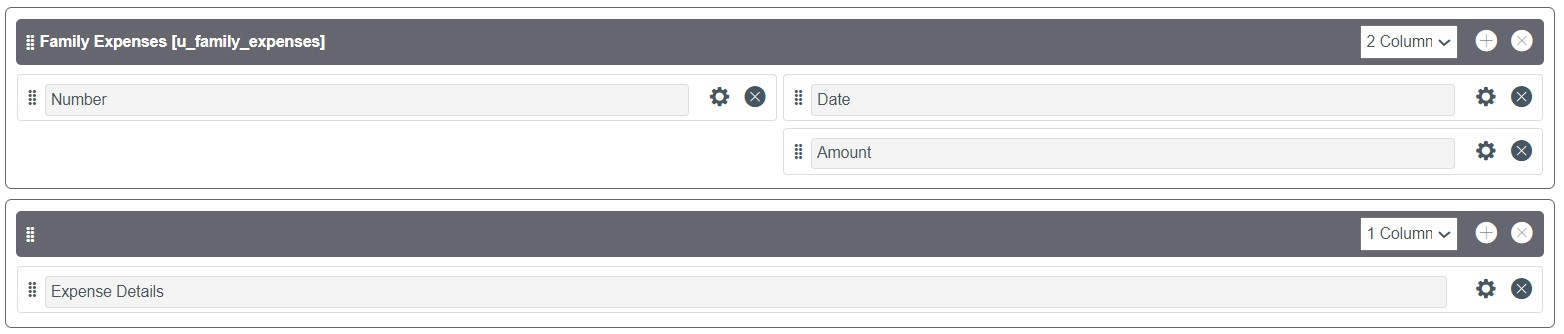 Family Expenses [u_family_expenses]
2 Column
Number
Date
Amount
1 Column
Expense Details